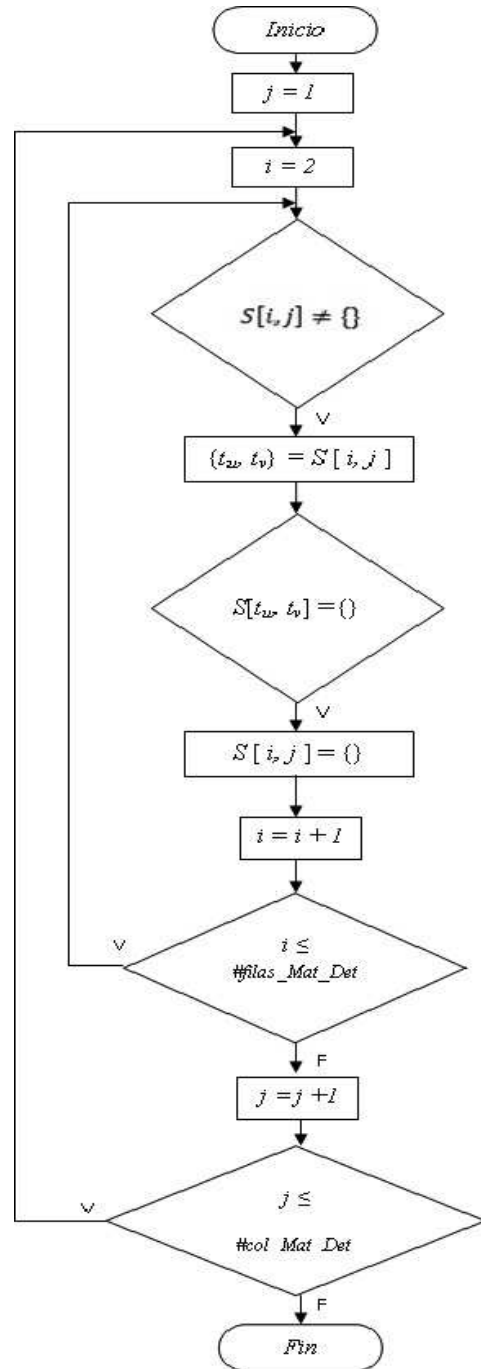 Inicio
j = 1
i = 2
S[i,j] ≠ {}
V
{tu, tv} = S [ i, j ]
S[tu, tv] = {}
V
S [ i, j ] = {}
i = i + 1
i ≤
V
#filas_Mat_Det
F
j = j +1
j ≤
V
#col_Mat_Det
F
Fin